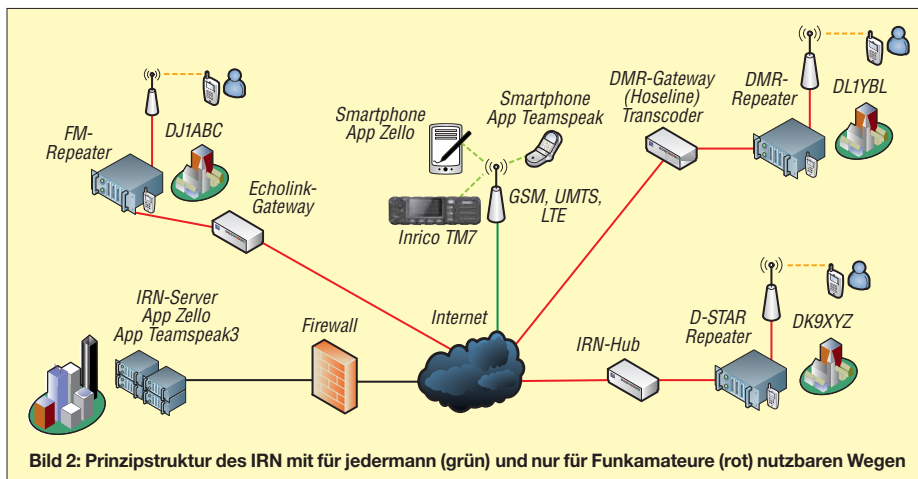 FM-
Repeater
DJ1ABC
Echolink-
Gateway
Smartphone
App Zello
Smartphone
App Teamspeak
Inrico TM7
GSM, UMTS,
LTE
DMR-Gateway
(Hoseline)
Transcoder
DMR-
Repeater
DL1YBL
IRN-Server
App Zello
App Teamspeak3
Firewall
Internet
IRN-Hub
D-STAR
Repeater
DK9XYZ
Bild 2: Prinzipstruktur des IRN mit für jedermann (grün) und nur für Funkamateure (rot) nutzbaren Wegen